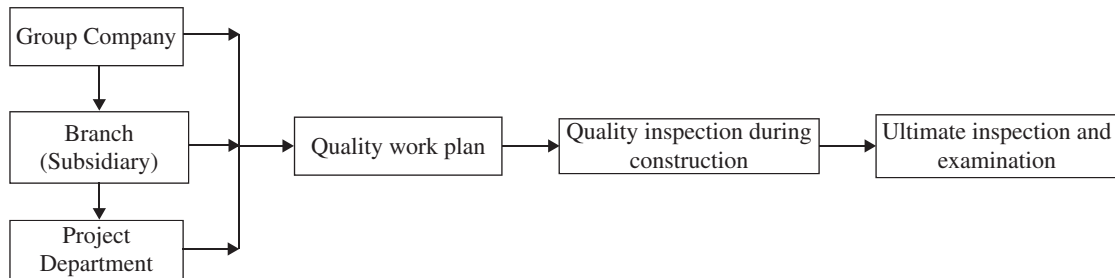 Group Company
Branch
(Subsidiary)
Project
Department
Quality work plan
Quality inspection during
construction
Ultimate inspection and
examination